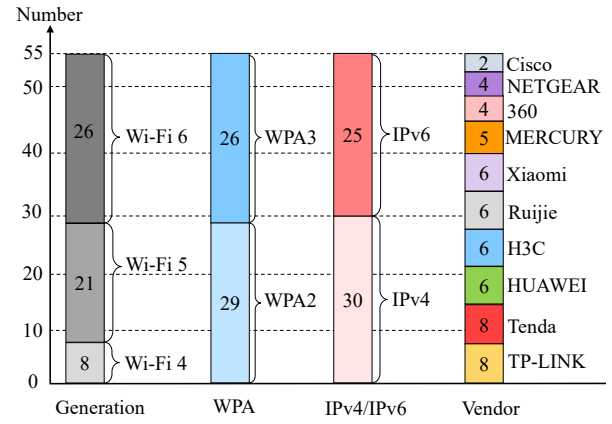 Number
55
50
40
30
20
10
0
26
Wi-Fi 6
21
Wi-Fi 5
8
Wi-Fi 4
26
WPA3
29
WPA2
25
IPv6
30
IPv4
2 Cisco
4 NETGEAR
4 360
5 MERCURY
6 Xiaomi
6 Ruijie
6 H3C
6 HUAWEI
8 Tenda
8 TP-LINK
Generation
WPA
IPv4/IPv6
Vendor